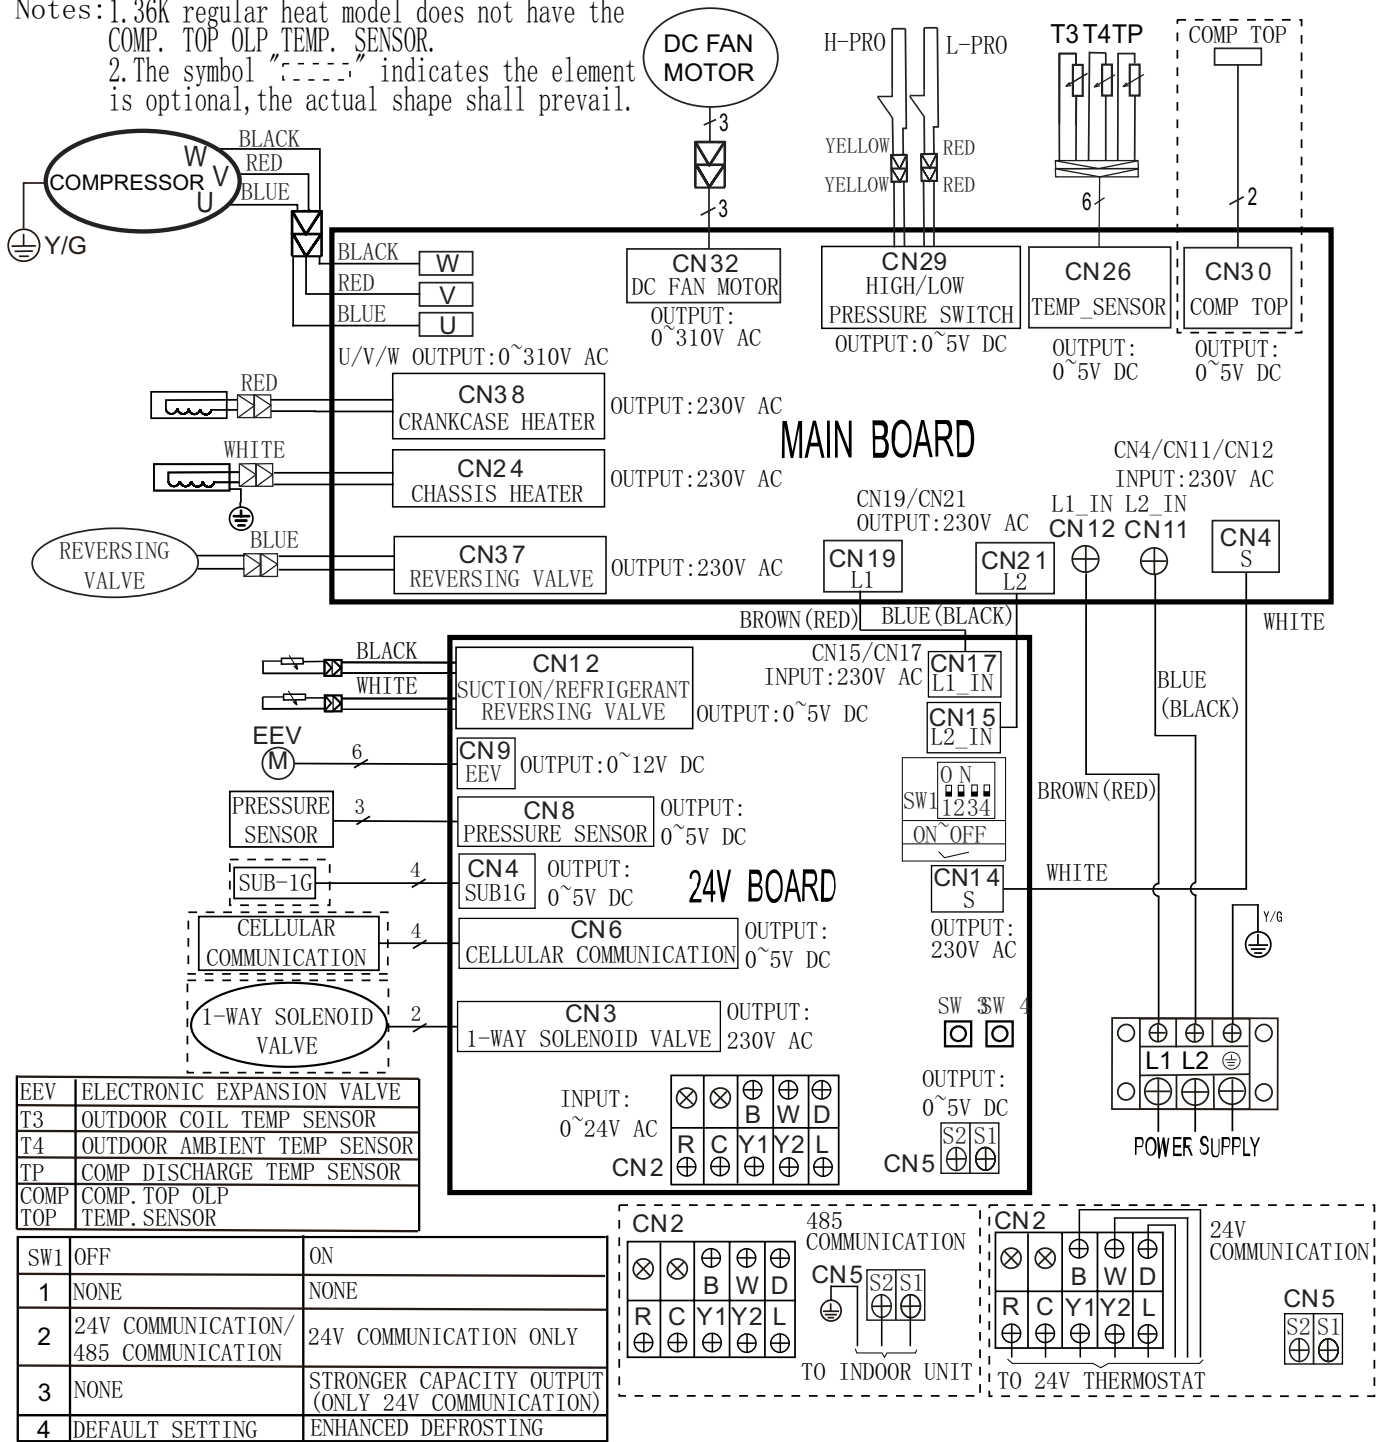 Notes:1.36K regular heat model does not have the
COMP. TOP OLP TEMP. SENSOR.
2.The symbol "-----" indicates the element
is optional,the actual shape shall prevail.
DC FAN
MOTOR
3
3
H-PRO
L-PRO
YELLOW
RED
YELLOW
RED
T3 T4 TP
6
COMP TOP
2
COMPRESSOR
W
V
U
BLACK
RED
BLUE
Y/G
BLACK
W
RED
V
BLUE
U
U/V/W OUTPUT:0~310V AC
CN32
DC FAN MOTOR
OUTPUT:
0~310V AC
CN29
HIGH/LOW
PRESSURE SWITCH
OUTPUT:0~5V DC
CN26
TEMP_SENSOR
OUTPUT:
0~5V DC
CN30
COMP TOP
OUTPUT:
0~5V DC
RED
CN38
CRANKCASE HEATER
OUTPUT:230V AC
WHITE
CN24
CHASSIS HEATER
OUTPUT:230V AC
REVERSING
VALVE
BLUE
CN37
REVERSING VALVE
OUTPUT:230V AC
MAIN BOARD
CN19/CN21
OUTPUT:230V AC
CN19
L1
CN21
L2
CN4/CN11/CN12
INPUT:230V AC
L1_IN L2_IN
CN12 CN11
CN4
S
BROWN(RED)
BLUE(BLACK)
WHITE
BLACK
WHITE
CN12
SUCTION/REFRIGERANT
REVERSING VALVE
OUTPUT:0~5V DC
CN15/CN17
INPUT:230V AC
CN17
L1_IN
CN15
L2_IN
BLUE
(BLACK)
BROWN(RED)
EEV
M
6
CN9
EEV
OUTPUT:0~12V DC
SW1
ON
1234
ON~OFF
PRESSURE
SENSOR
3
CN8
PRESSURE SENSOR
OUTPUT:
0~5V DC
SUB-1G
4
CN4
SUB1G
OUTPUT:
0~5V DC
24V BOARD
CN14
S
WHITE
OUTPUT:
230V AC
CELLULAR
COMMUNICATION
4
CN6
CELLULAR COMMUNICATION
OUTPUT:
0~5V DC
Y/G
1-WAY SOLENOID
VALVE
2
CN3
1-WAY SOLENOID VALVE
OUTPUT:
230V AC
SW 3
SW 4
INPUT:
0~24V AC
B W D
R C Y1 Y2 L
CN2
OUTPUT:
0~5V DC
S2 S1
CN5
L1 L2
POWER SUPPLY
EEV ELECTRONIC EXPANSION VALVE
T3 OUTDOOR COIL TEMP SENSOR
T4 OUTDOOR AMBIENT TEMP SENSOR
TP COMP DISCHARGE TEMP SENSOR
COMP COMP.TOP OLP
TOP TEMP.SENSOR
SW1 OFF ON
1 NONE NONE
2 24V COMMUNICATION/ 24V COMMUNICATION ONLY
485 COMMUNICATION
3 NONE STRONGER CAPACITY OUTPUT
(ONLY 24V COMMUNICATION)
4 DEFAULT SETTING ENHANCED DEFROSTING
CN2
B W D
R C Y1 Y2 L
485
COMMUNICATION
CN5
S2 S1
TO INDOOR UNIT
CN2
B W D
R C Y1 Y2 L
TO 24V THERMOSTAT
24V
COMMUNICATION
CN5
S2 S1